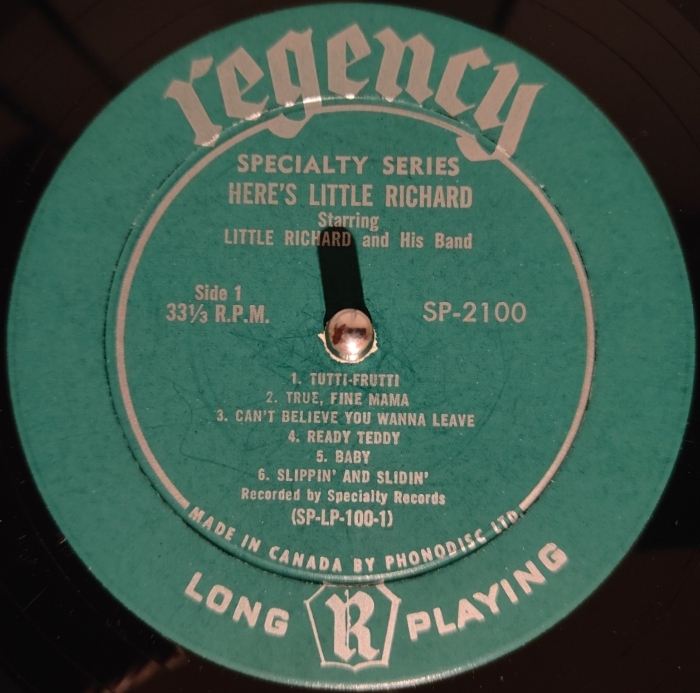 regency
SPECIALTY SERIES
HERE'S LITTLE RICHARD
Starring
LITTLE RICHARD and His Band
Side 1
33⅓ R.P.M.
SP-2100
1. TUTTI-FRUTTI
2. TRUE, FINE MAMA
3. CAN'T BELIEVE YOU WANNA LEAVE
4. READY TEDDY
5. BABY
6. SLIPPIN' AND SLIDIN'
Recorded by Specialty Records
(SP-LP-100-1)
MADE IN CANADA BY PHONODISC LTD.
LONG R PLAYING